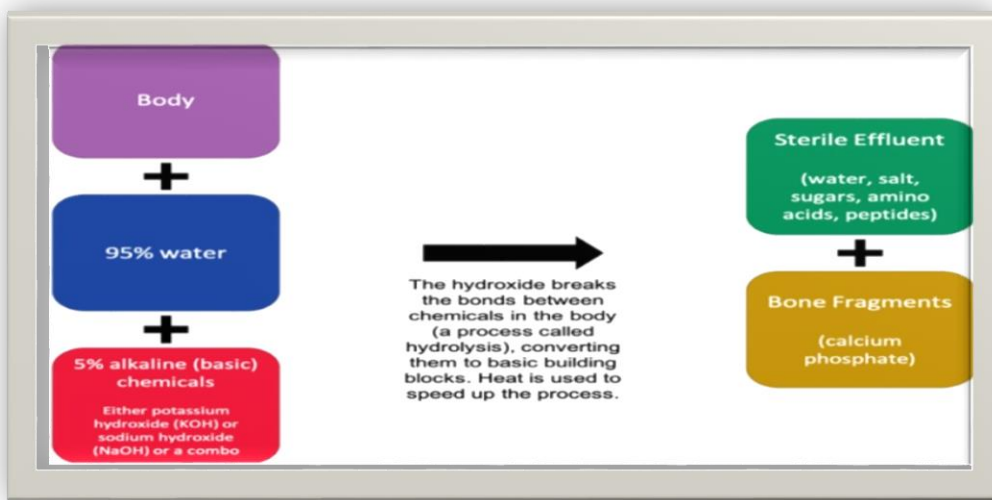 Body
+
95% water
+
5% alkaline (basic)
chemicals
Either potassium
hydroxide (KOH) or
sodium hydroxide
(NaOH) or a combo
The hydroxide breaks
the bonds between
chemicals in the body
(a process called
hydrolysis), converting
them to basic building
blocks. Heat is used to
speed up the process.
Sterile Effluent
(water, salt,
sugars, amino
acids, peptides)
+
Bone Fragments
(calcium
phosphate)